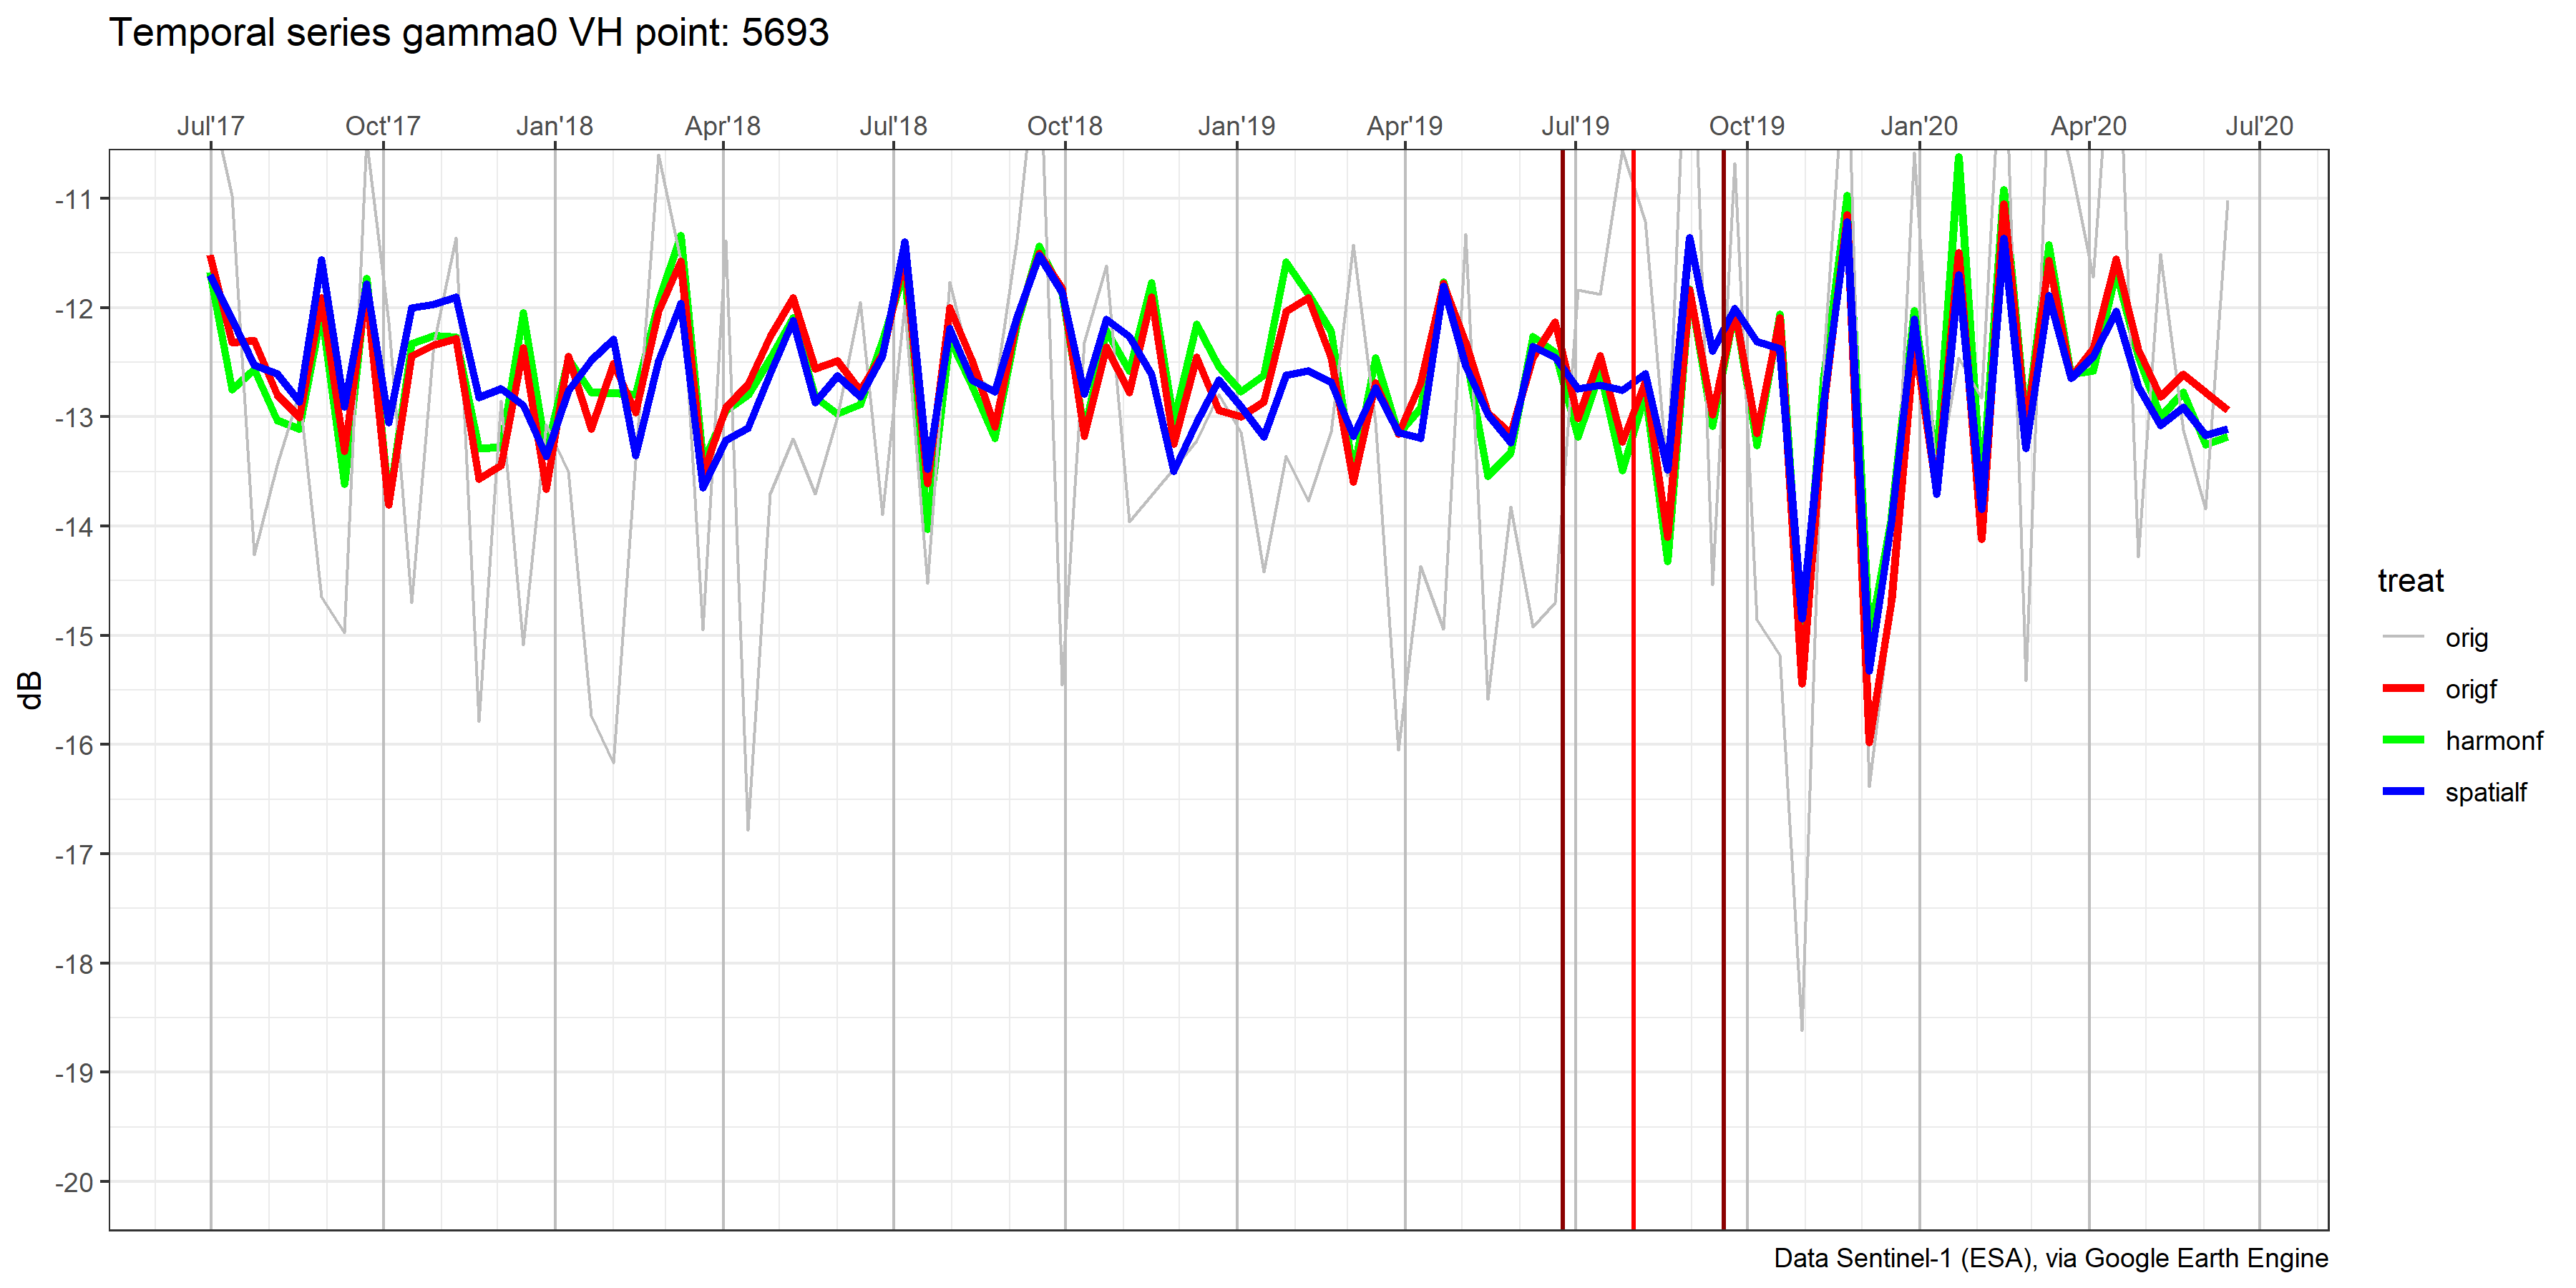 Temporal series gamma0 VH point: 5693
Jul'17 Oct'17 Jan'18 Apr'18 Jul'18 Oct'18 Jan'19 Apr'19 Jul'19 Oct'19 Jan'20 Apr'20 Jul'20
-11
-12
-13
-14
-15
-16
-17
-18
-19
-20
dB
treat
orig
origf
harmonf
spatialf
Data Sentinel-1 (ESA), via Google Earth Engine